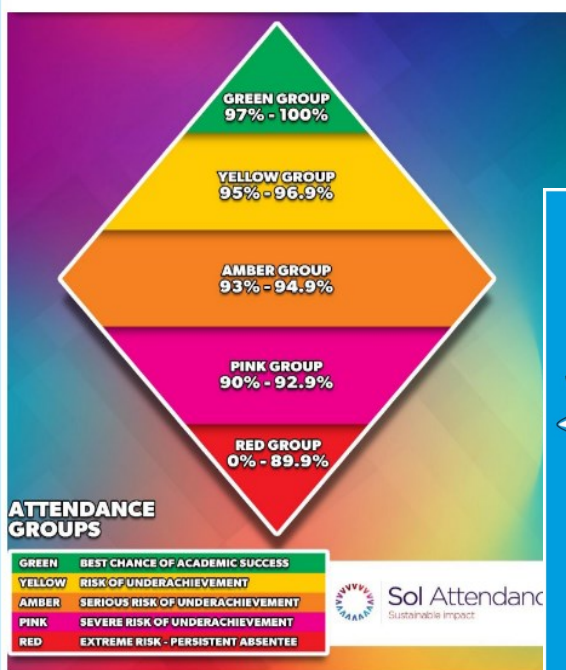 GREEN GROUP
97% - 100%
YELLOW GROUP
95% - 96.9%
AMBER GROUP
93% - 94.9%
PINK GROUP
90% - 92.9%
RED GROUP
0% - 89.9%
ATTENDANCE
GROUPS
GREEN BEST CHANCE OF ACADEMIC SUCCESS
YELLOW RISK OF UNDERACHIEVEMENT
AMBER SERIOUS RISK OF UNDERACHIEVEMENT
PINK SEVERE RISK OF UNDERACHIEVEMENT
RED EXTREME RISK - PERSISTENT ABSENTEE
Sol Attendanc
Sustainable impact